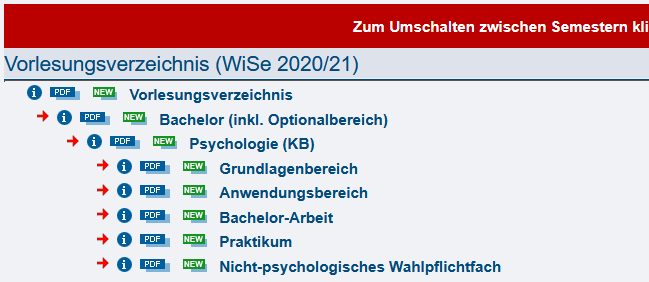 Zum Umschalten zwischen Semestern kli
Vorlesungsverzeichnis (WiSe 2020/21)
i PDF NEW Vorlesungsverzeichnis
i PDF NEW Bachelor (inkl. Optionalbereich)
i PDF NEW Psychologie (KB)
i PDF NEW Grundlagenbereich
i PDF NEW Anwendungsbereich
i PDF NEW Bachelor-Arbeit
i PDF NEW Praktikum
i PDF NEW Nicht-psychologisches Wahlpflichtfach